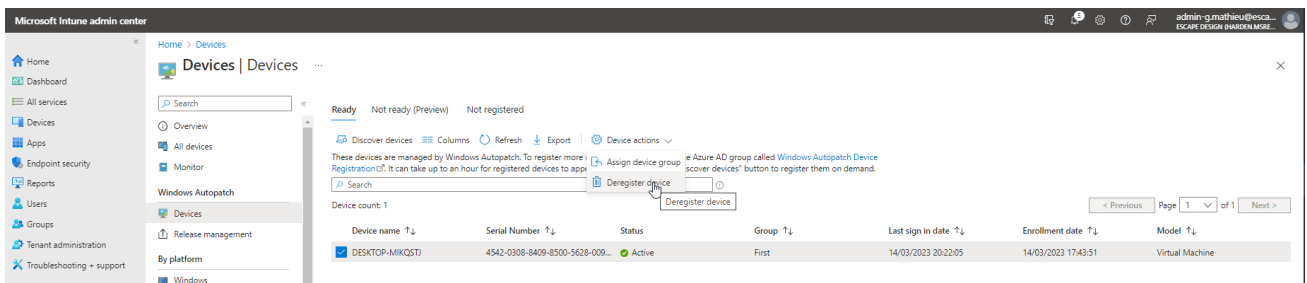 Microsoft Intune admin center
5
admin-g.mathieu@esca...
ESCAPE DESIGN (HARDEN.MSRE...
Home
Dashboard
All services
Devices
Apps
Endpoint security
Reports
Users
Groups
Tenant administration
Troubleshooting + support
Home > Devices
Devices | Devices ...
Search
Overview
All devices
Monitor
Windows Autopatch
Devices
Release management
By platform
Windows
Ready Not ready (Preview) Not registered
Discover devices Columns Refresh Export Device actions
These devices are managed by Windows Autopatch. To register more e Azure AD group called Windows Autopatch Device
Registration. It can take up to an hour for registered devices to app scover devices" button to register them on demand.
Assign device group
Deregister device
Deregister device
Search
Device count: 1
< Previous Page 1 of 1 Next >
Device name ↑↓ Serial Number ↑↓ Status Group ↑↓ Last sign in date ↑↓ Enrollment date ↑↓ Model ↑↓
DESKTOP-MIKQSTJ 4542-0308-8409-8500-5628-009... Active First 14/03/2023 20:22:05 14/03/2023 17:43:51 Virtual Machine